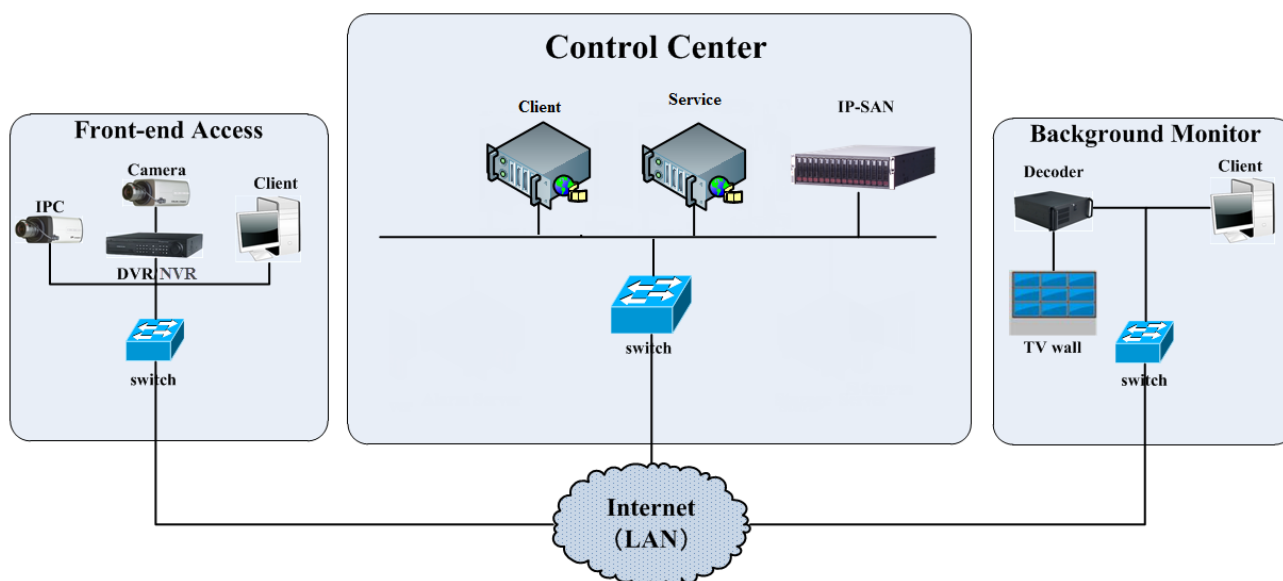 Control Center
Client
Service
IP-SAN
Front-end Access
Camera
Client
IPC
DVR/NVR
switch
switch
Background Monitor
Decoder
Client
TV wall
switch
Internet
（LAN）